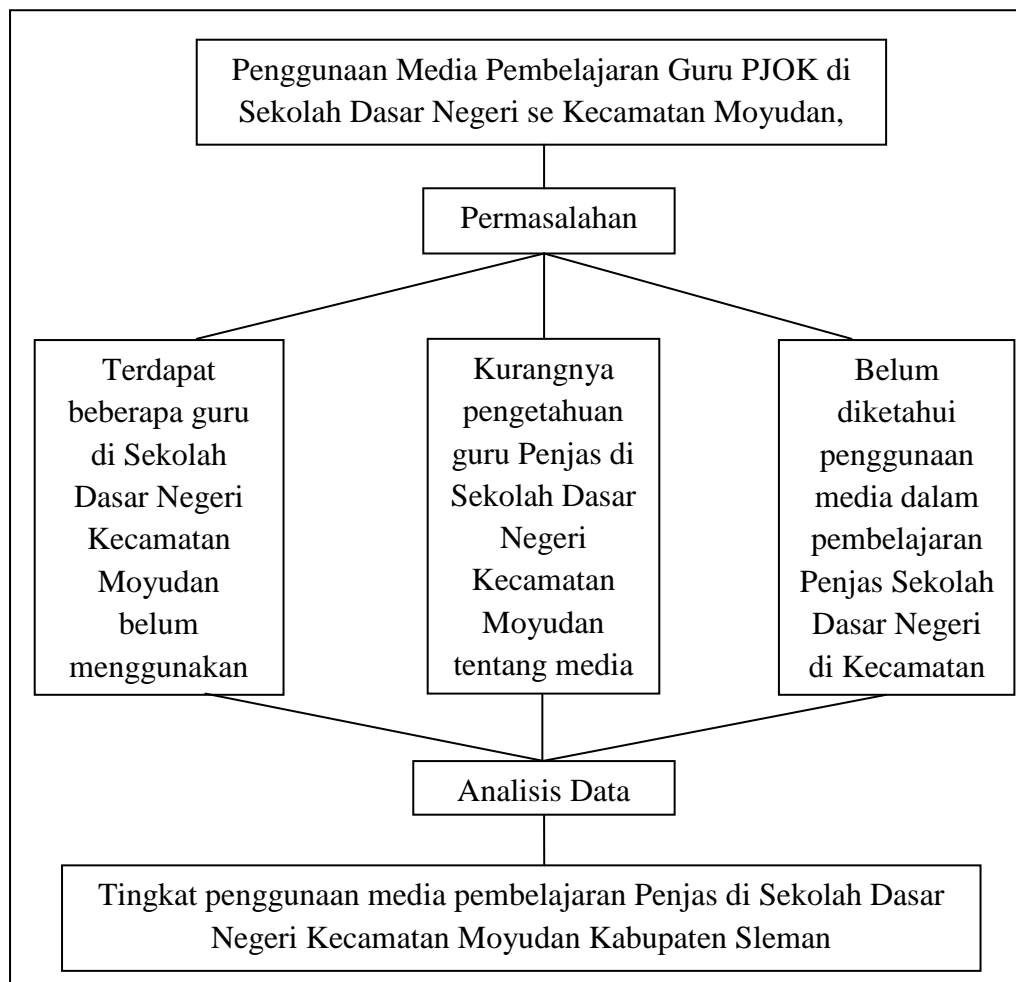 Penggunaan Media Pembelajaran Guru PJOK di
Sekolah Dasar Negeri se Kecamatan Moyudan,
Permasalahan
Terdapat
beberapa guru
di Sekolah
Dasar Negeri
Kecamatan
Moyudan
belum
menggunakan
Kurangnya
pengetahuan
guru Penjas di
Sekolah Dasar
Negeri
Kecamatan
Moyudan
tentang media
Belum
diketahui
penggunaan
media dalam
pembelajaran
Penjas Sekolah
Dasar Negeri
di Kecamatan
Analisis Data
Tingkat penggunaan media pembelajaran Penjas di Sekolah Dasar
Negeri Kecamatan Moyudan Kabupaten Sleman